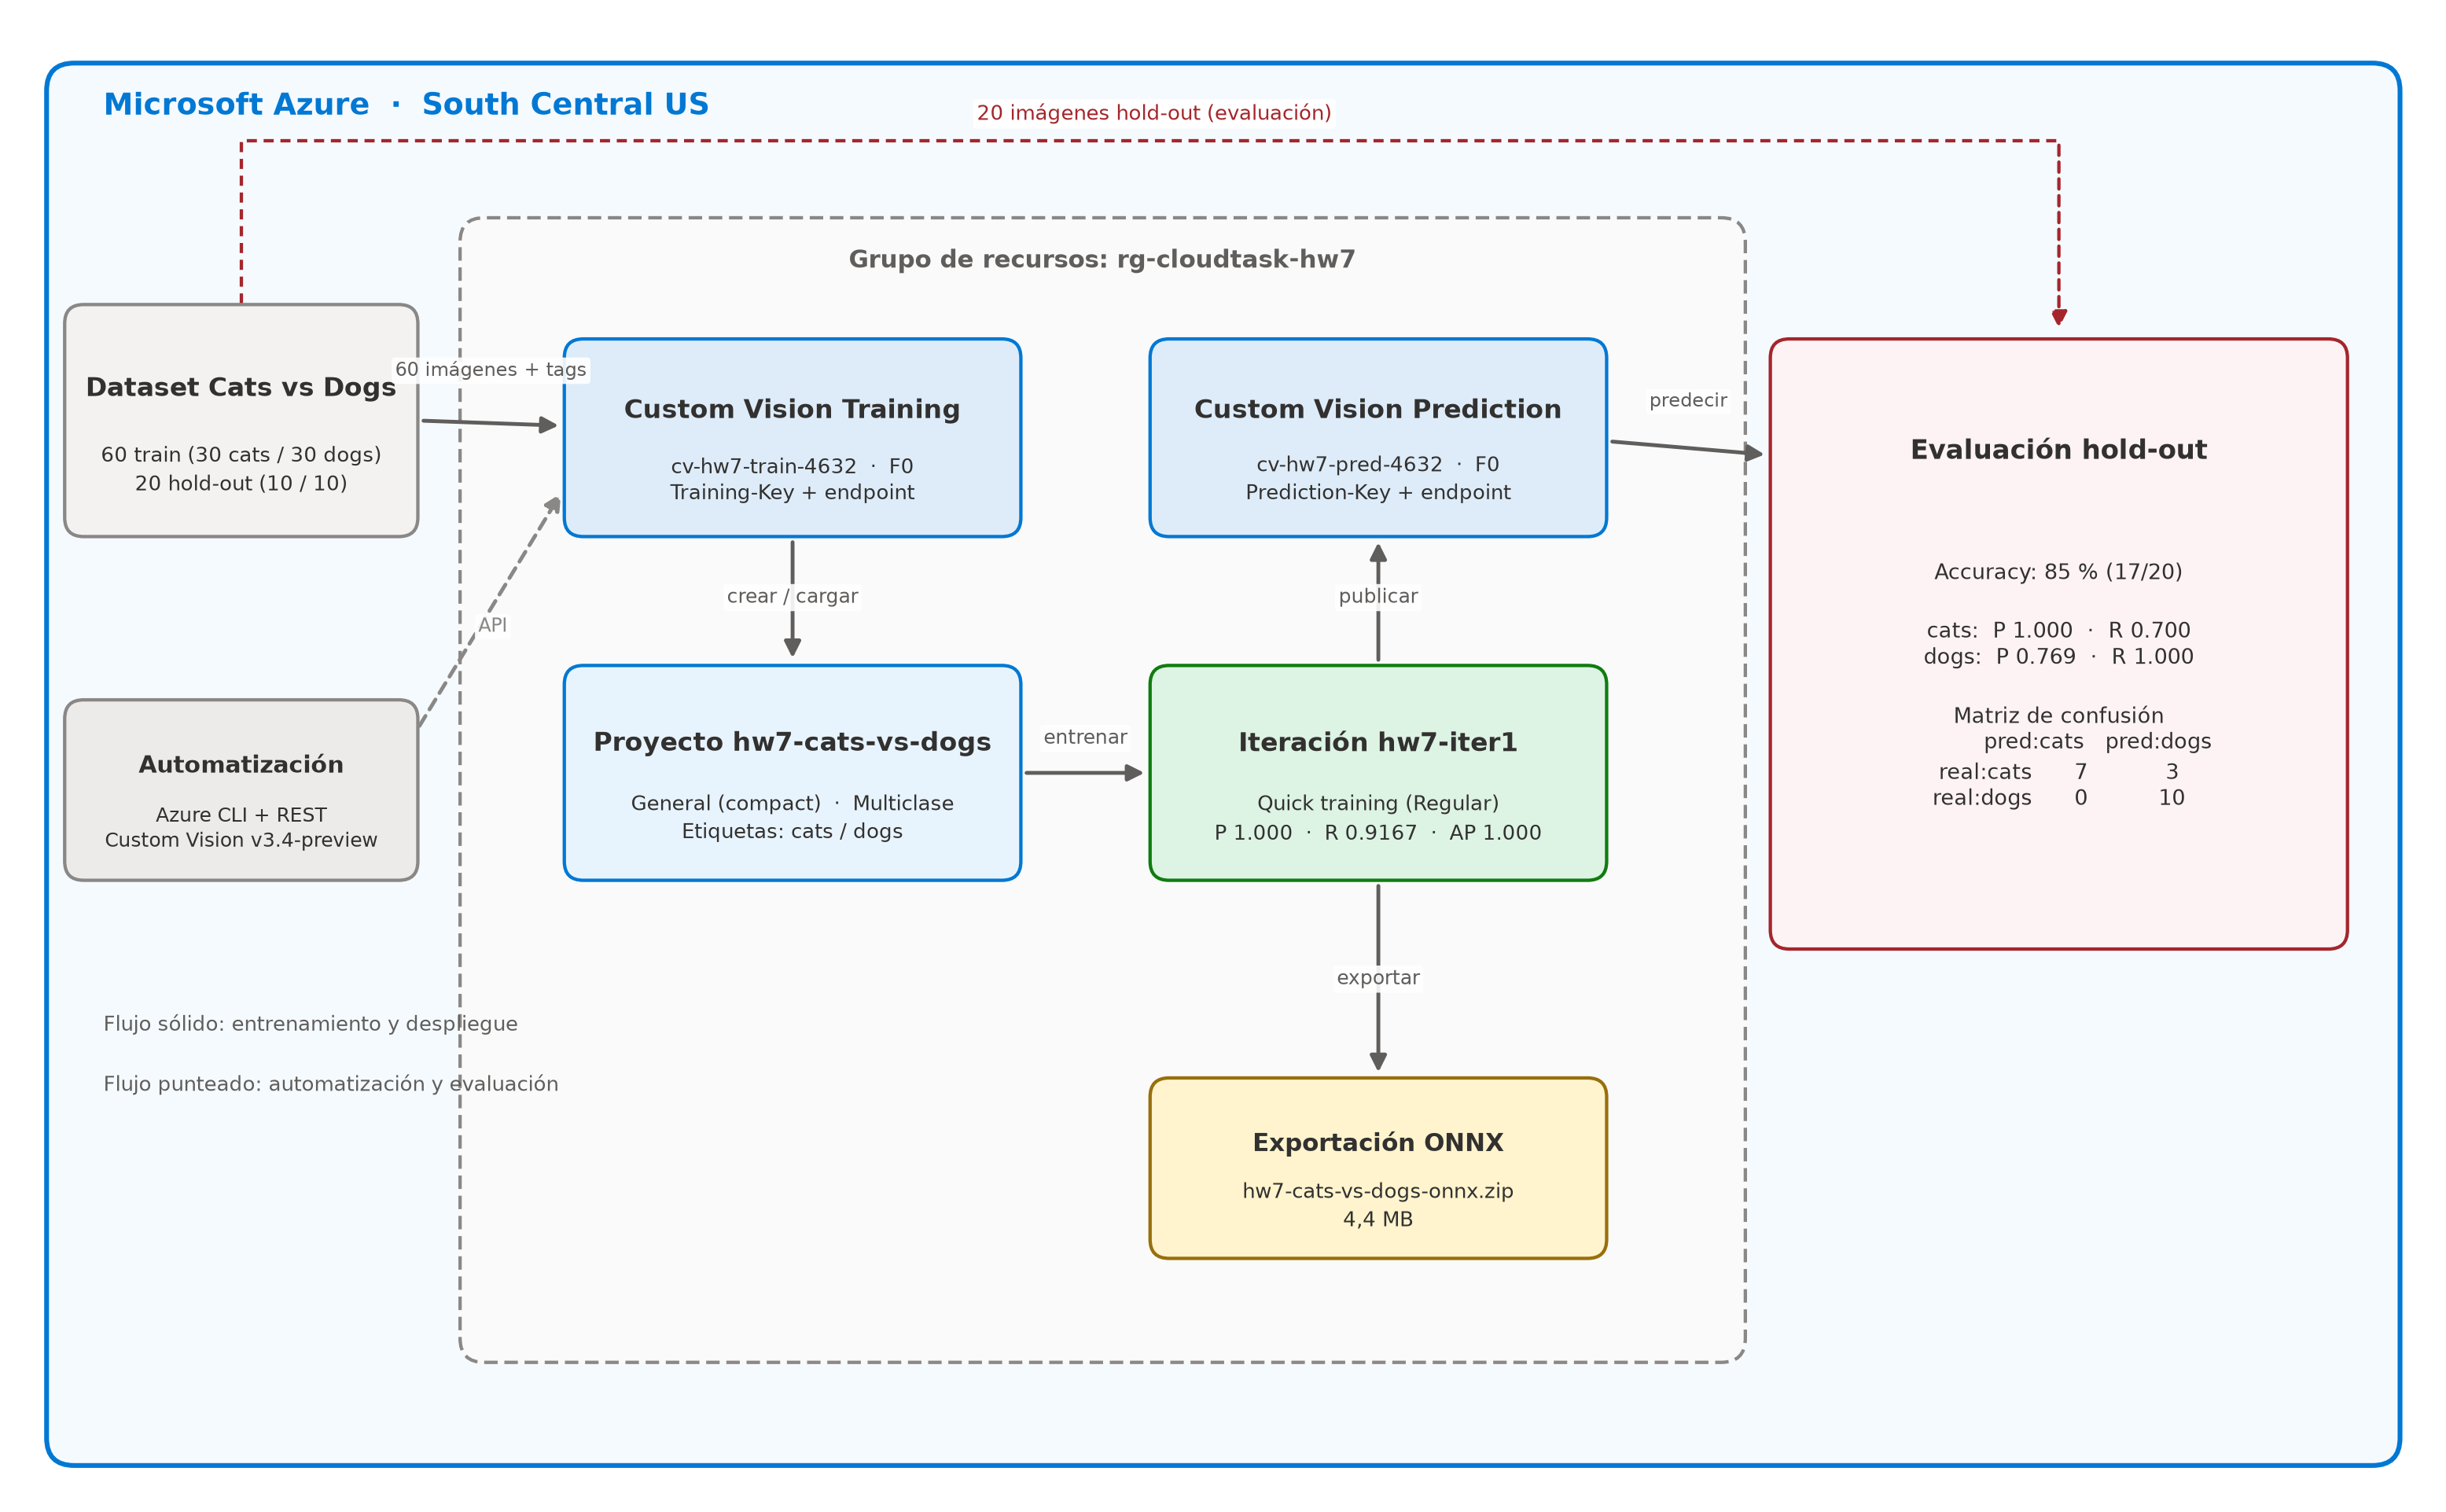 Microsoft Azure · South Central US
20 imágenes hold-out (evaluación)
Grupo de recursos: rg-cloudtask-hw7
Dataset Cats vs Dogs
60 train (30 cats / 30 dogs)
20 hold-out (10 / 10)
60 imágenes + tags
Custom Vision Training
cv-hw7-train-4632 · F0
Training-Key + endpoint
Custom Vision Prediction
cv-hw7-pred-4632 · F0
Prediction-Key + endpoint
predecir
Evaluación hold-out
Accuracy: 85 % (17/20)
cats: P 1.000 · R 0.700
dogs: P 0.769 · R 1.000
Matriz de confusión
pred:cats pred:dogs
real:cats 7 3
real:dogs 0 10
API
crear / cargar
publicar
Automatización
Azure CLI + REST
Custom Vision v3.4-preview
Proyecto hw7-cats-vs-dogs
General (compact) · Multiclase
Etiquetas: cats / dogs
entrenar
Iteración hw7-iter1
Quick training (Regular)
P 1.000 · R 0.9167 · AP 1.000
exportar
Flujo sólido: entrenamiento y despliegue
Flujo punteado: automatización y evaluación
Exportación ONNX
hw7-cats-vs-dogs-onnx.zip
4,4 MB